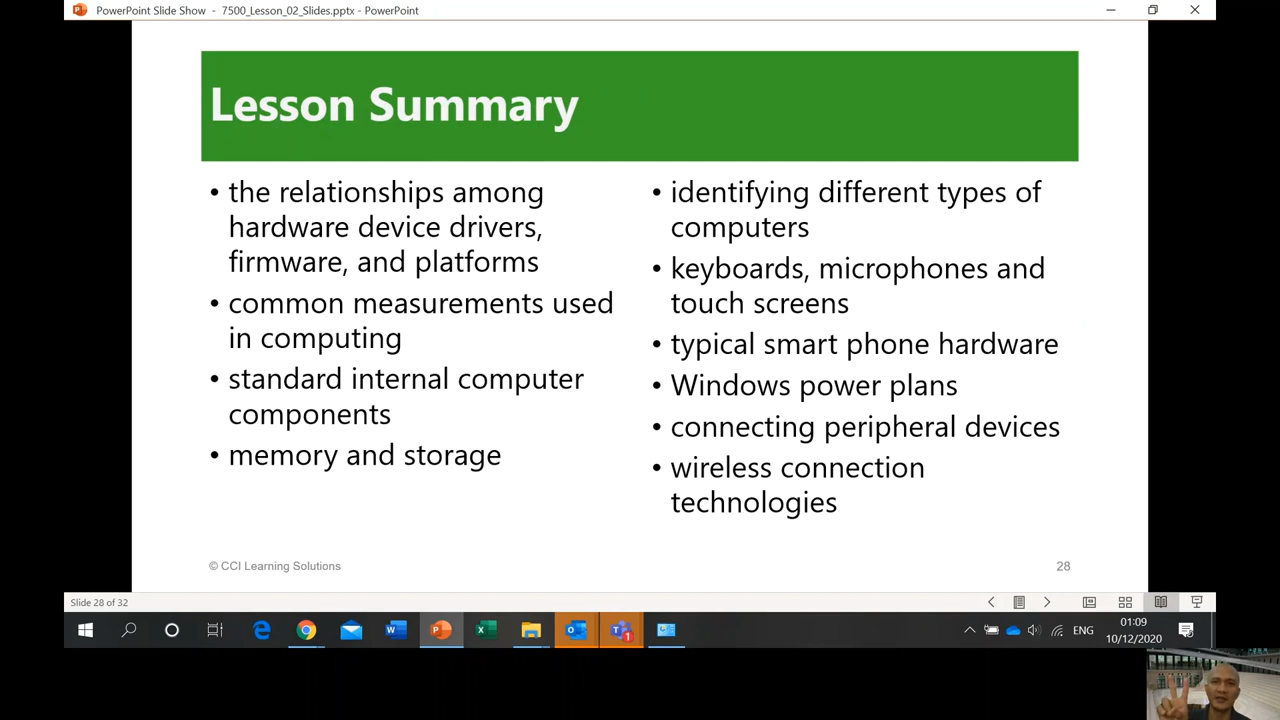 PowerPoint Slide Show - 7500_Lesson_02_Slides.pptx - PowerPoint
Lesson Summary
• the relationships among
hardware device drivers,
firmware, and platforms
• common measurements used
in computing
• standard internal computer
components
• memory and storage
• identifying different types of
computers
• keyboards, microphones and
touch screens
• typical smart phone hardware
• Windows power plans
• connecting peripheral devices
• wireless connection
technologies
© CCI Learning Solutions
28
Slide 28 of 32
ENG
01:09
10/12/2020